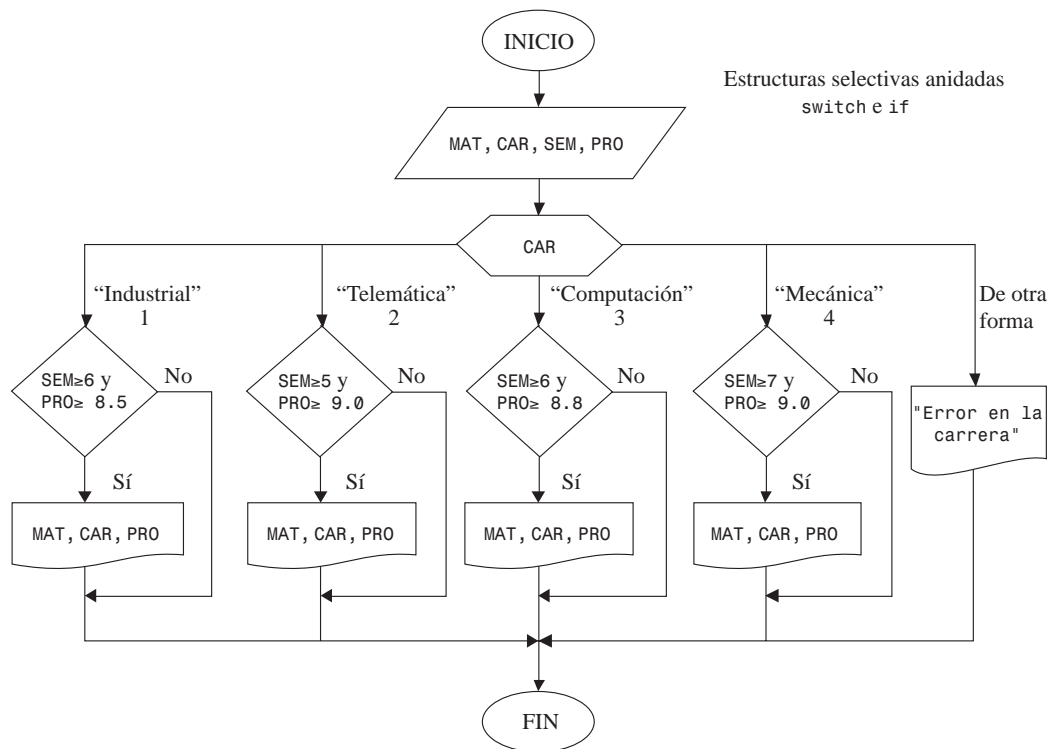 INICIO
Estructuras selectivas anidadas
switch e if
MAT, CAR, SEM, PRO
CAR
“Industrial”
1
“Telemática”
2
“Computación”
3
“Mecánica”
4
De otra
forma
SEM≥6 y
PRO≥ 8.5
No
Sí
SEM≥5 y
PRO≥ 9.0
No
Sí
SEM≥6 y
PRO≥ 8.8
No
Sí
SEM≥7 y
PRO≥ 9.0
No
Sí
"Error en la
carrera"
MAT, CAR, PRO
MAT, CAR, PRO
MAT, CAR, PRO
MAT, CAR, PRO
FIN